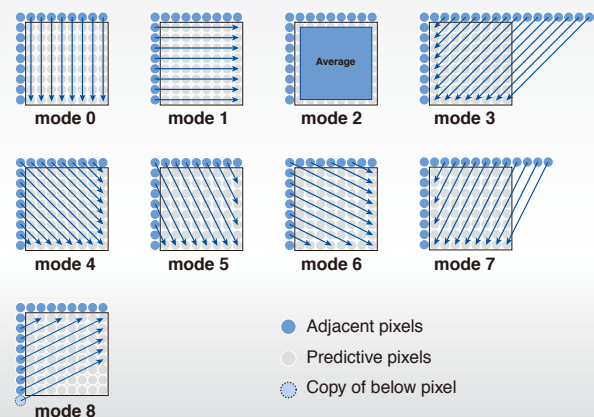 mode 0
mode 1
Average
mode 2
mode 3
mode 4
mode 5
mode 6
mode 7
mode 8
Adjacent pixels
Predictive pixels
Copy of below pixel